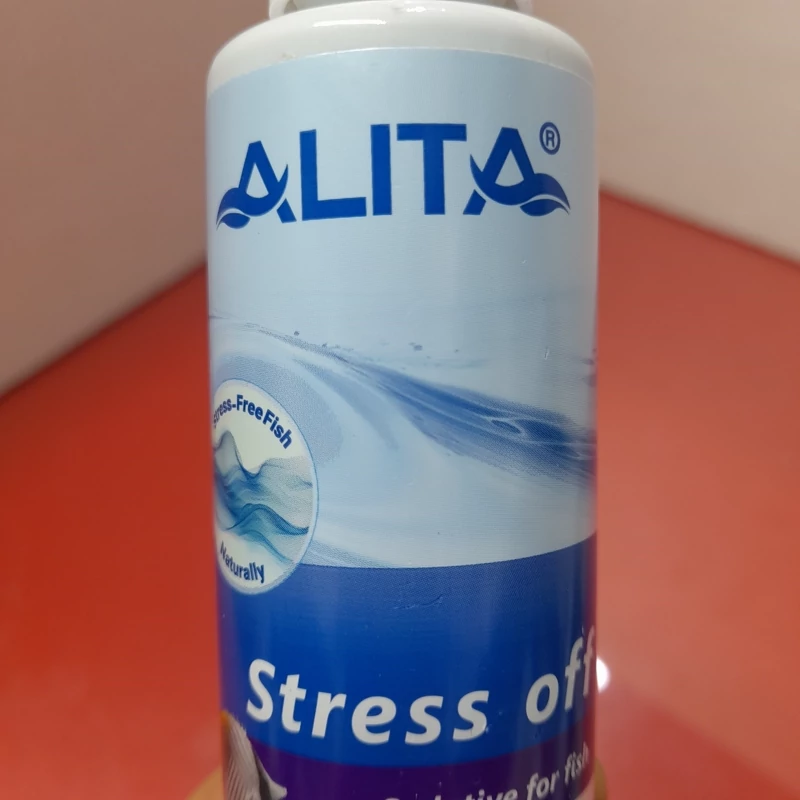 ALITA®
Stress-Free Fish
Naturally
Stress off
for fish